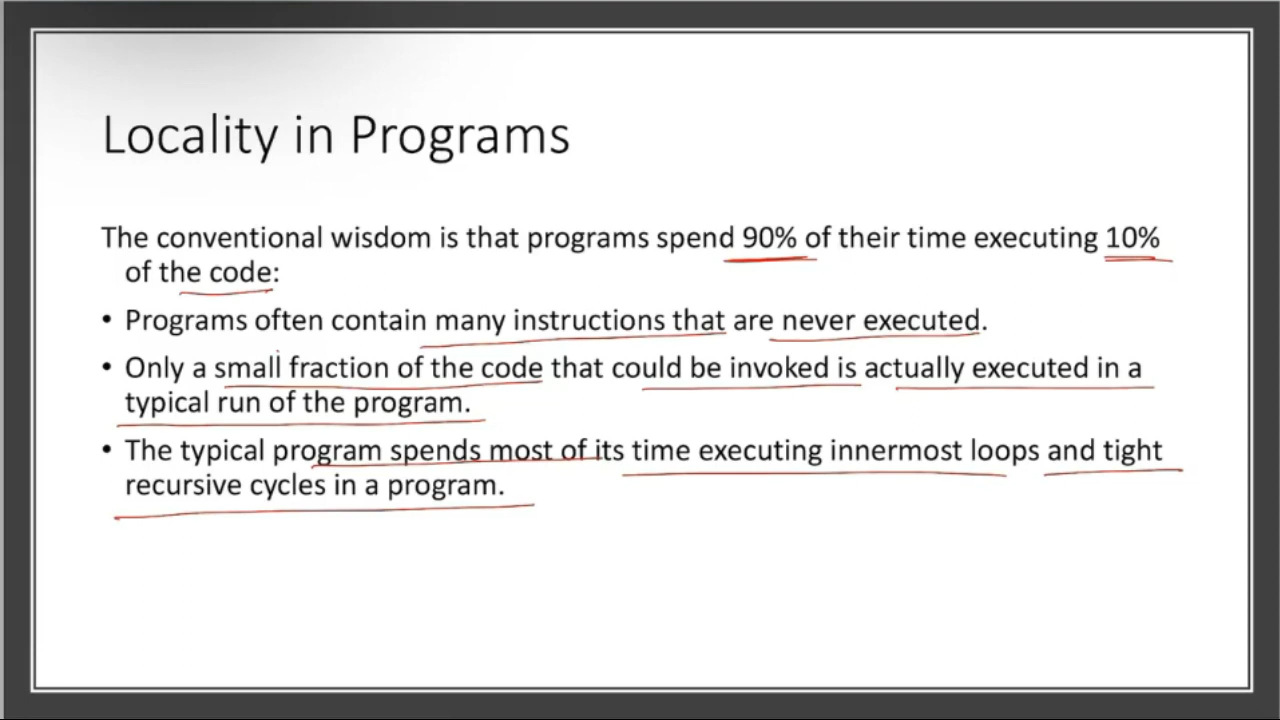 Locality in Programs
The conventional wisdom is that programs spend 90% of their time executing 10%
of the code:
• Programs often contain many instructions that are never executed.
• Only a small fraction of the code that could be invoked is actually executed in a
typical run of the program.
• The typical program spends most of its time executing innermost loops and tight
recursive cycles in a program.